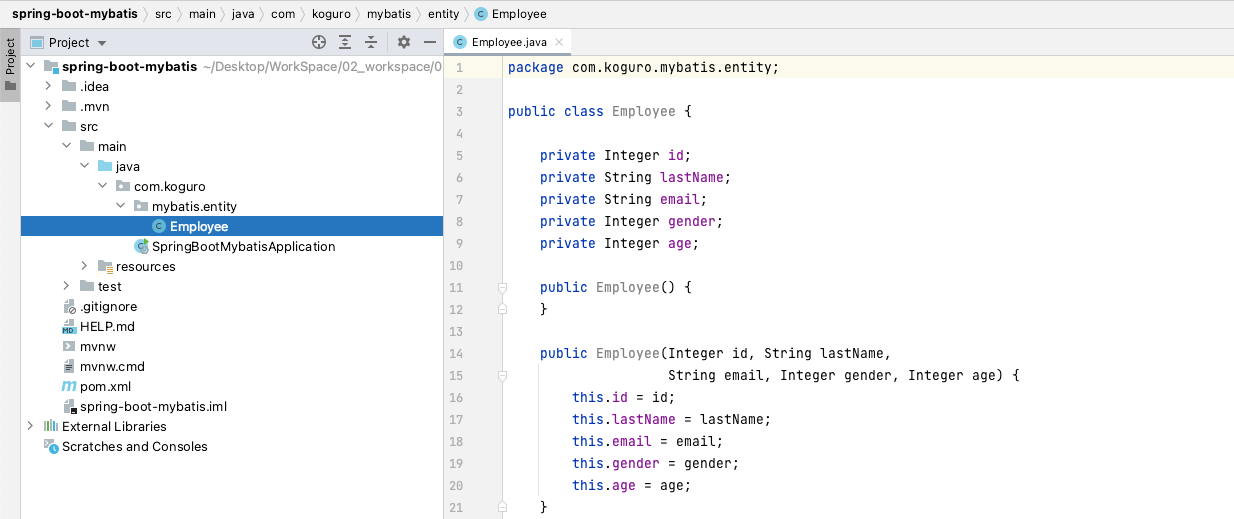 spring-boot-mybatis src main java com koguro mybatis entity Employee
Project
Project
spring-boot-mybatis ~/Desktop/WorkSpace/02_workspace/0
.idea
.mvn
src
main
java
com.koguro
mybatis.entity
Employee
SpringBootMybatisApplication
resources
test
.gitignore
HELP.md
mvnw
mvnw.cmd
pom.xml
spring-boot-mybatis.iml
External Libraries
Scratches and Consoles
Employee.java
1 package com.koguro.mybatis.entity;
2
3 public class Employee {
4
5 private Integer id;
6 private String lastName;
7 private String email;
8 private Integer gender;
9 private Integer age;
10
11 public Employee() {
12 }
13
14 public Employee(Integer id, String lastName,
15 String email, Integer gender, Integer age) {
16 this.id = id;
17 this.lastName = lastName;
18 this.email = email;
19 this.gender = gender;
20 this.age = age;
21 }